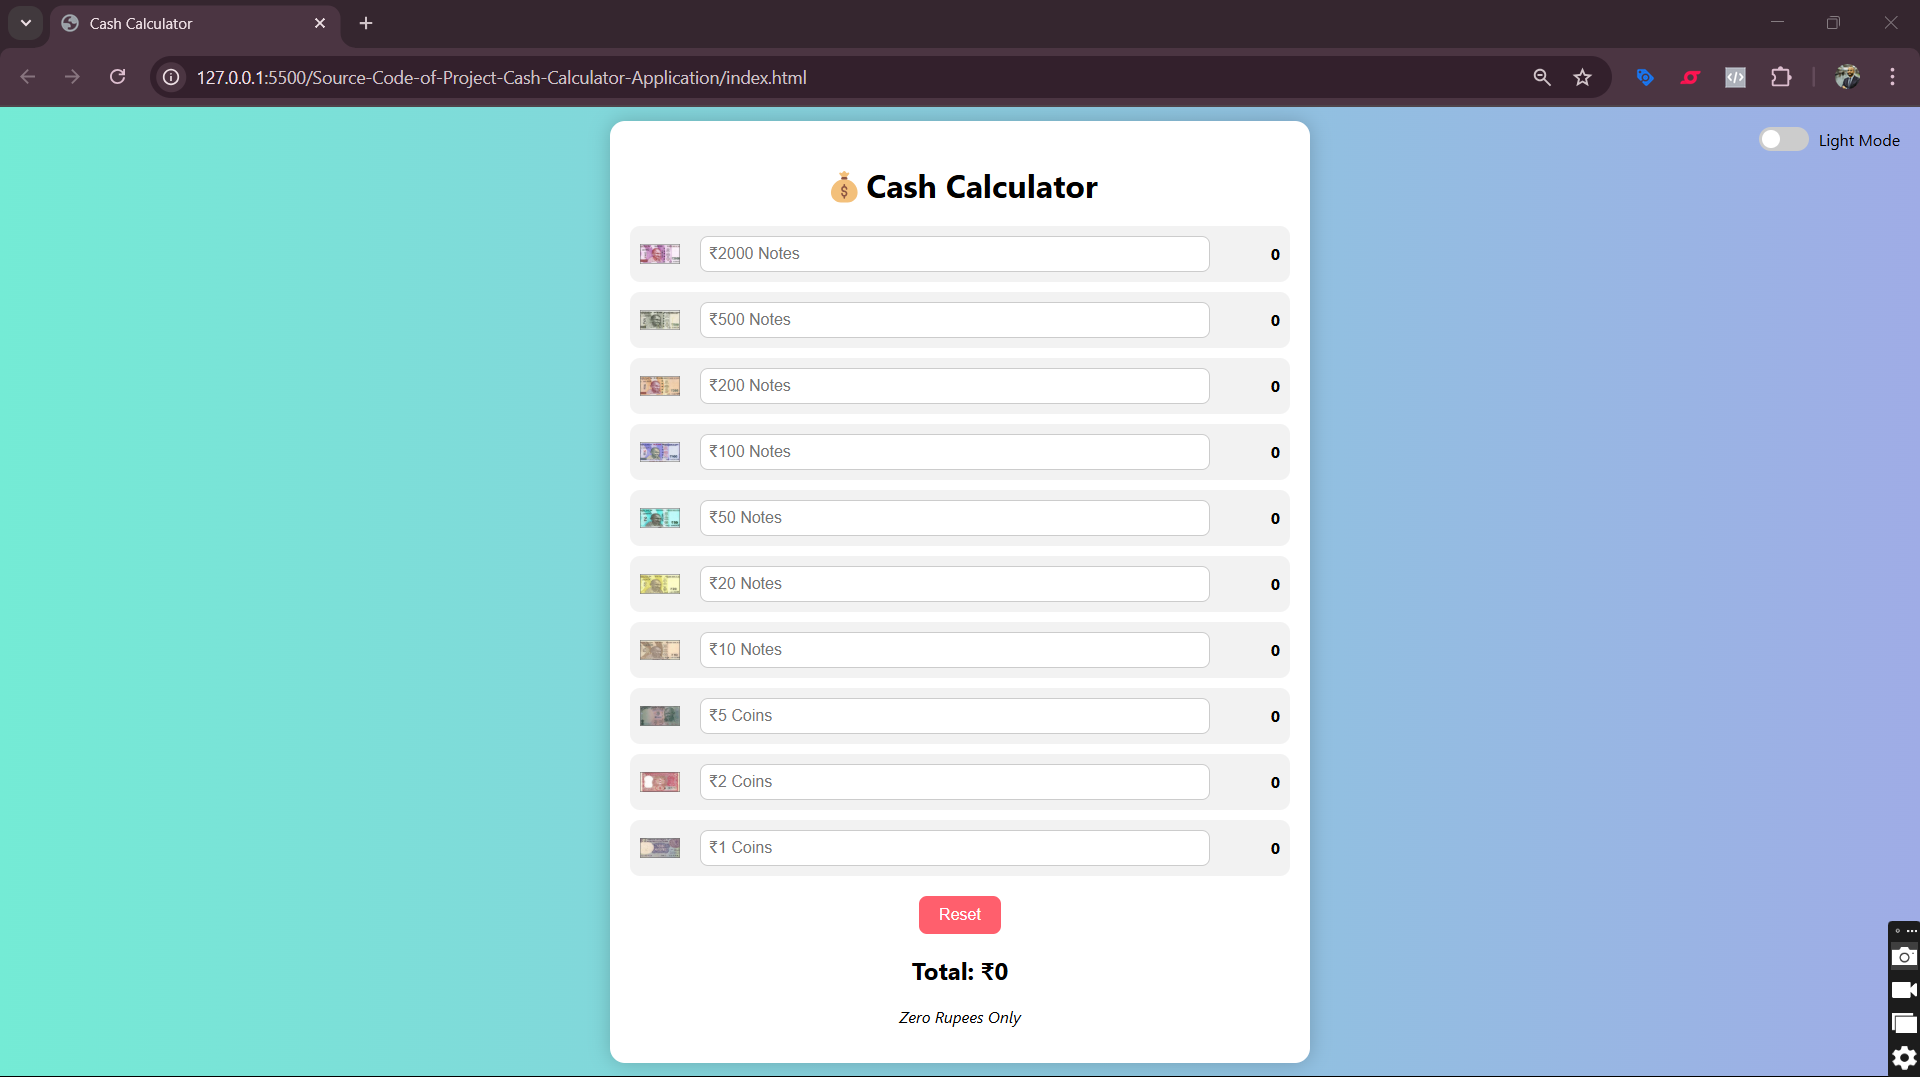 Cash Calculator
127.0.0.1:5500/Source-Code-of-Project-Cash-Calculator-Application/index.html
Light Mode
Cash Calculator
₹2000 Notes 0
₹500 Notes 0
₹200 Notes 0
₹100 Notes 0
₹50 Notes 0
₹20 Notes 0
₹10 Notes 0
₹5 Coins 0
₹2 Coins 0
₹1 Coins 0
Reset
Total: ₹0
Zero Rupees Only